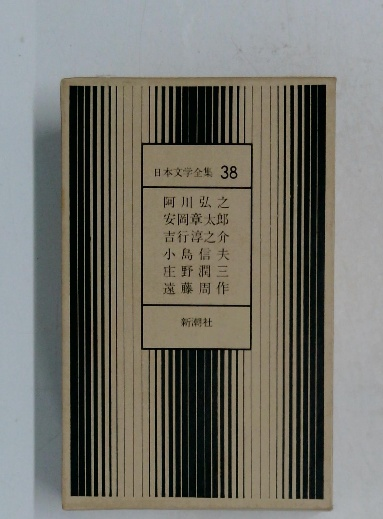 日本文学全集 38
阿川弘之
安岡章太郎
吉行淳之介
小島信夫
庄野潤三
遠藤周作
新潮社